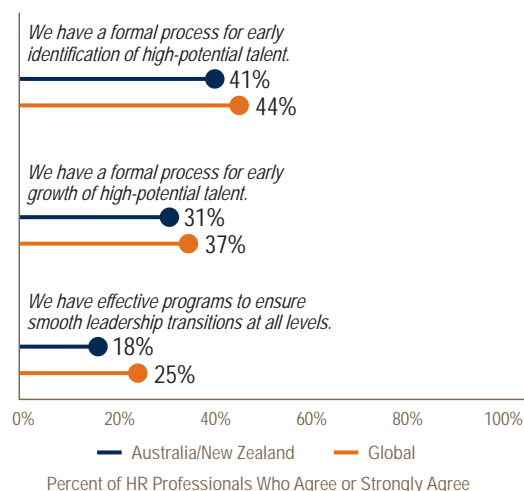 We have a formal process for early
identification of high-potential talent.
41%
44%
We have a formal process for early
growth of high-potential talent.
31%
37%
We have effective programs to ensure
smooth leadership transitions at all levels.
18%
25%
0% 20% 40% 60% 80% 100%
Australia/New Zealand Global
Percent of HR Professionals Who Agree or Strongly Agree